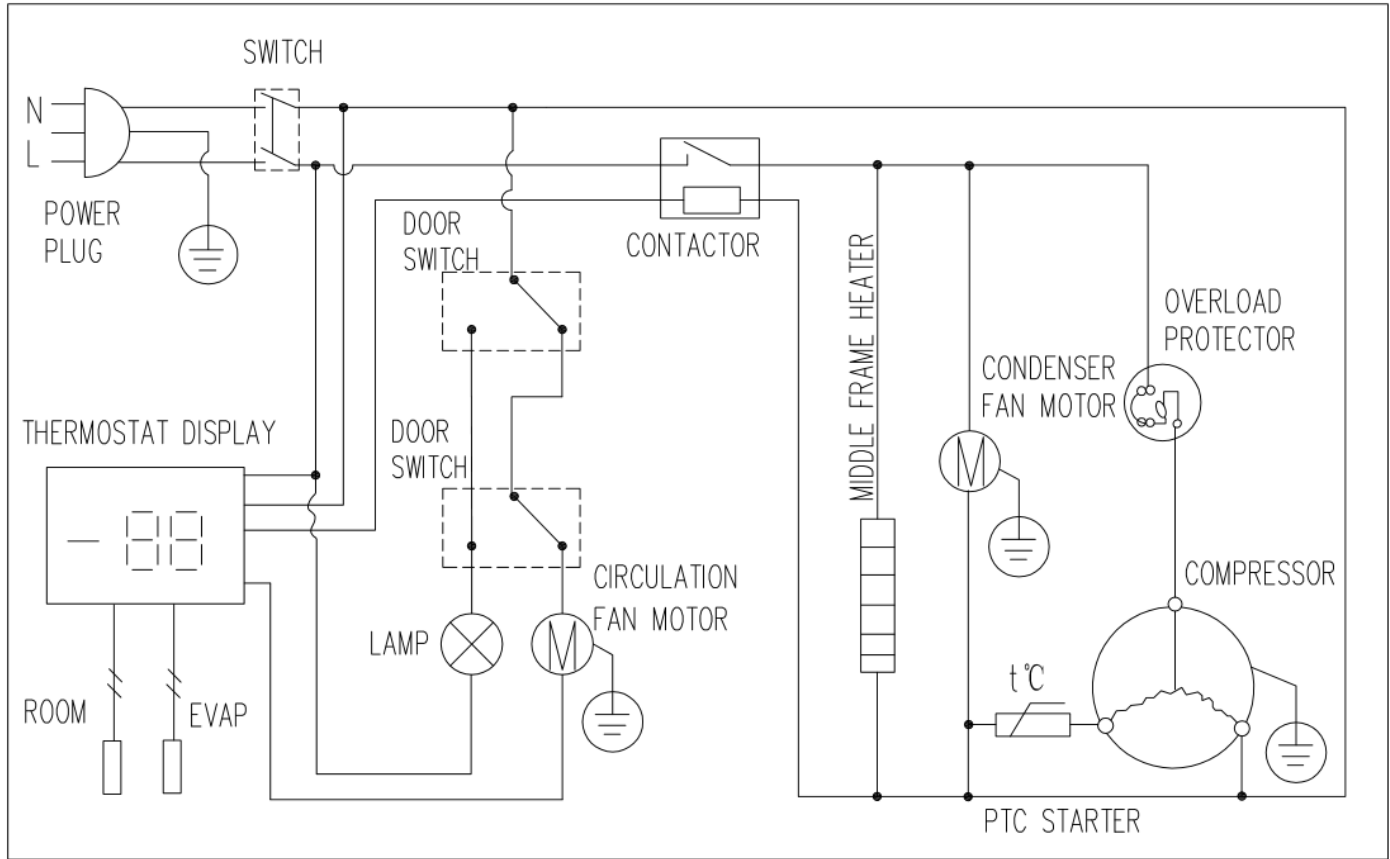 SWITCH
N
L
POWER
PLUG
DOOR
SWITCH
CONTACTOR
MIDDLE FRAME HEATER
OVERLOAD
PROTECTOR
CONDENSER
FAN MOTOR
M
THERMOSTAT DISPLAY
DOOR
SWITCH
- 88
CIRCULATION
FAN MOTOR
M
LAMP
COMPRESSOR
t℃
ROOM
EVAP
PTC STARTER